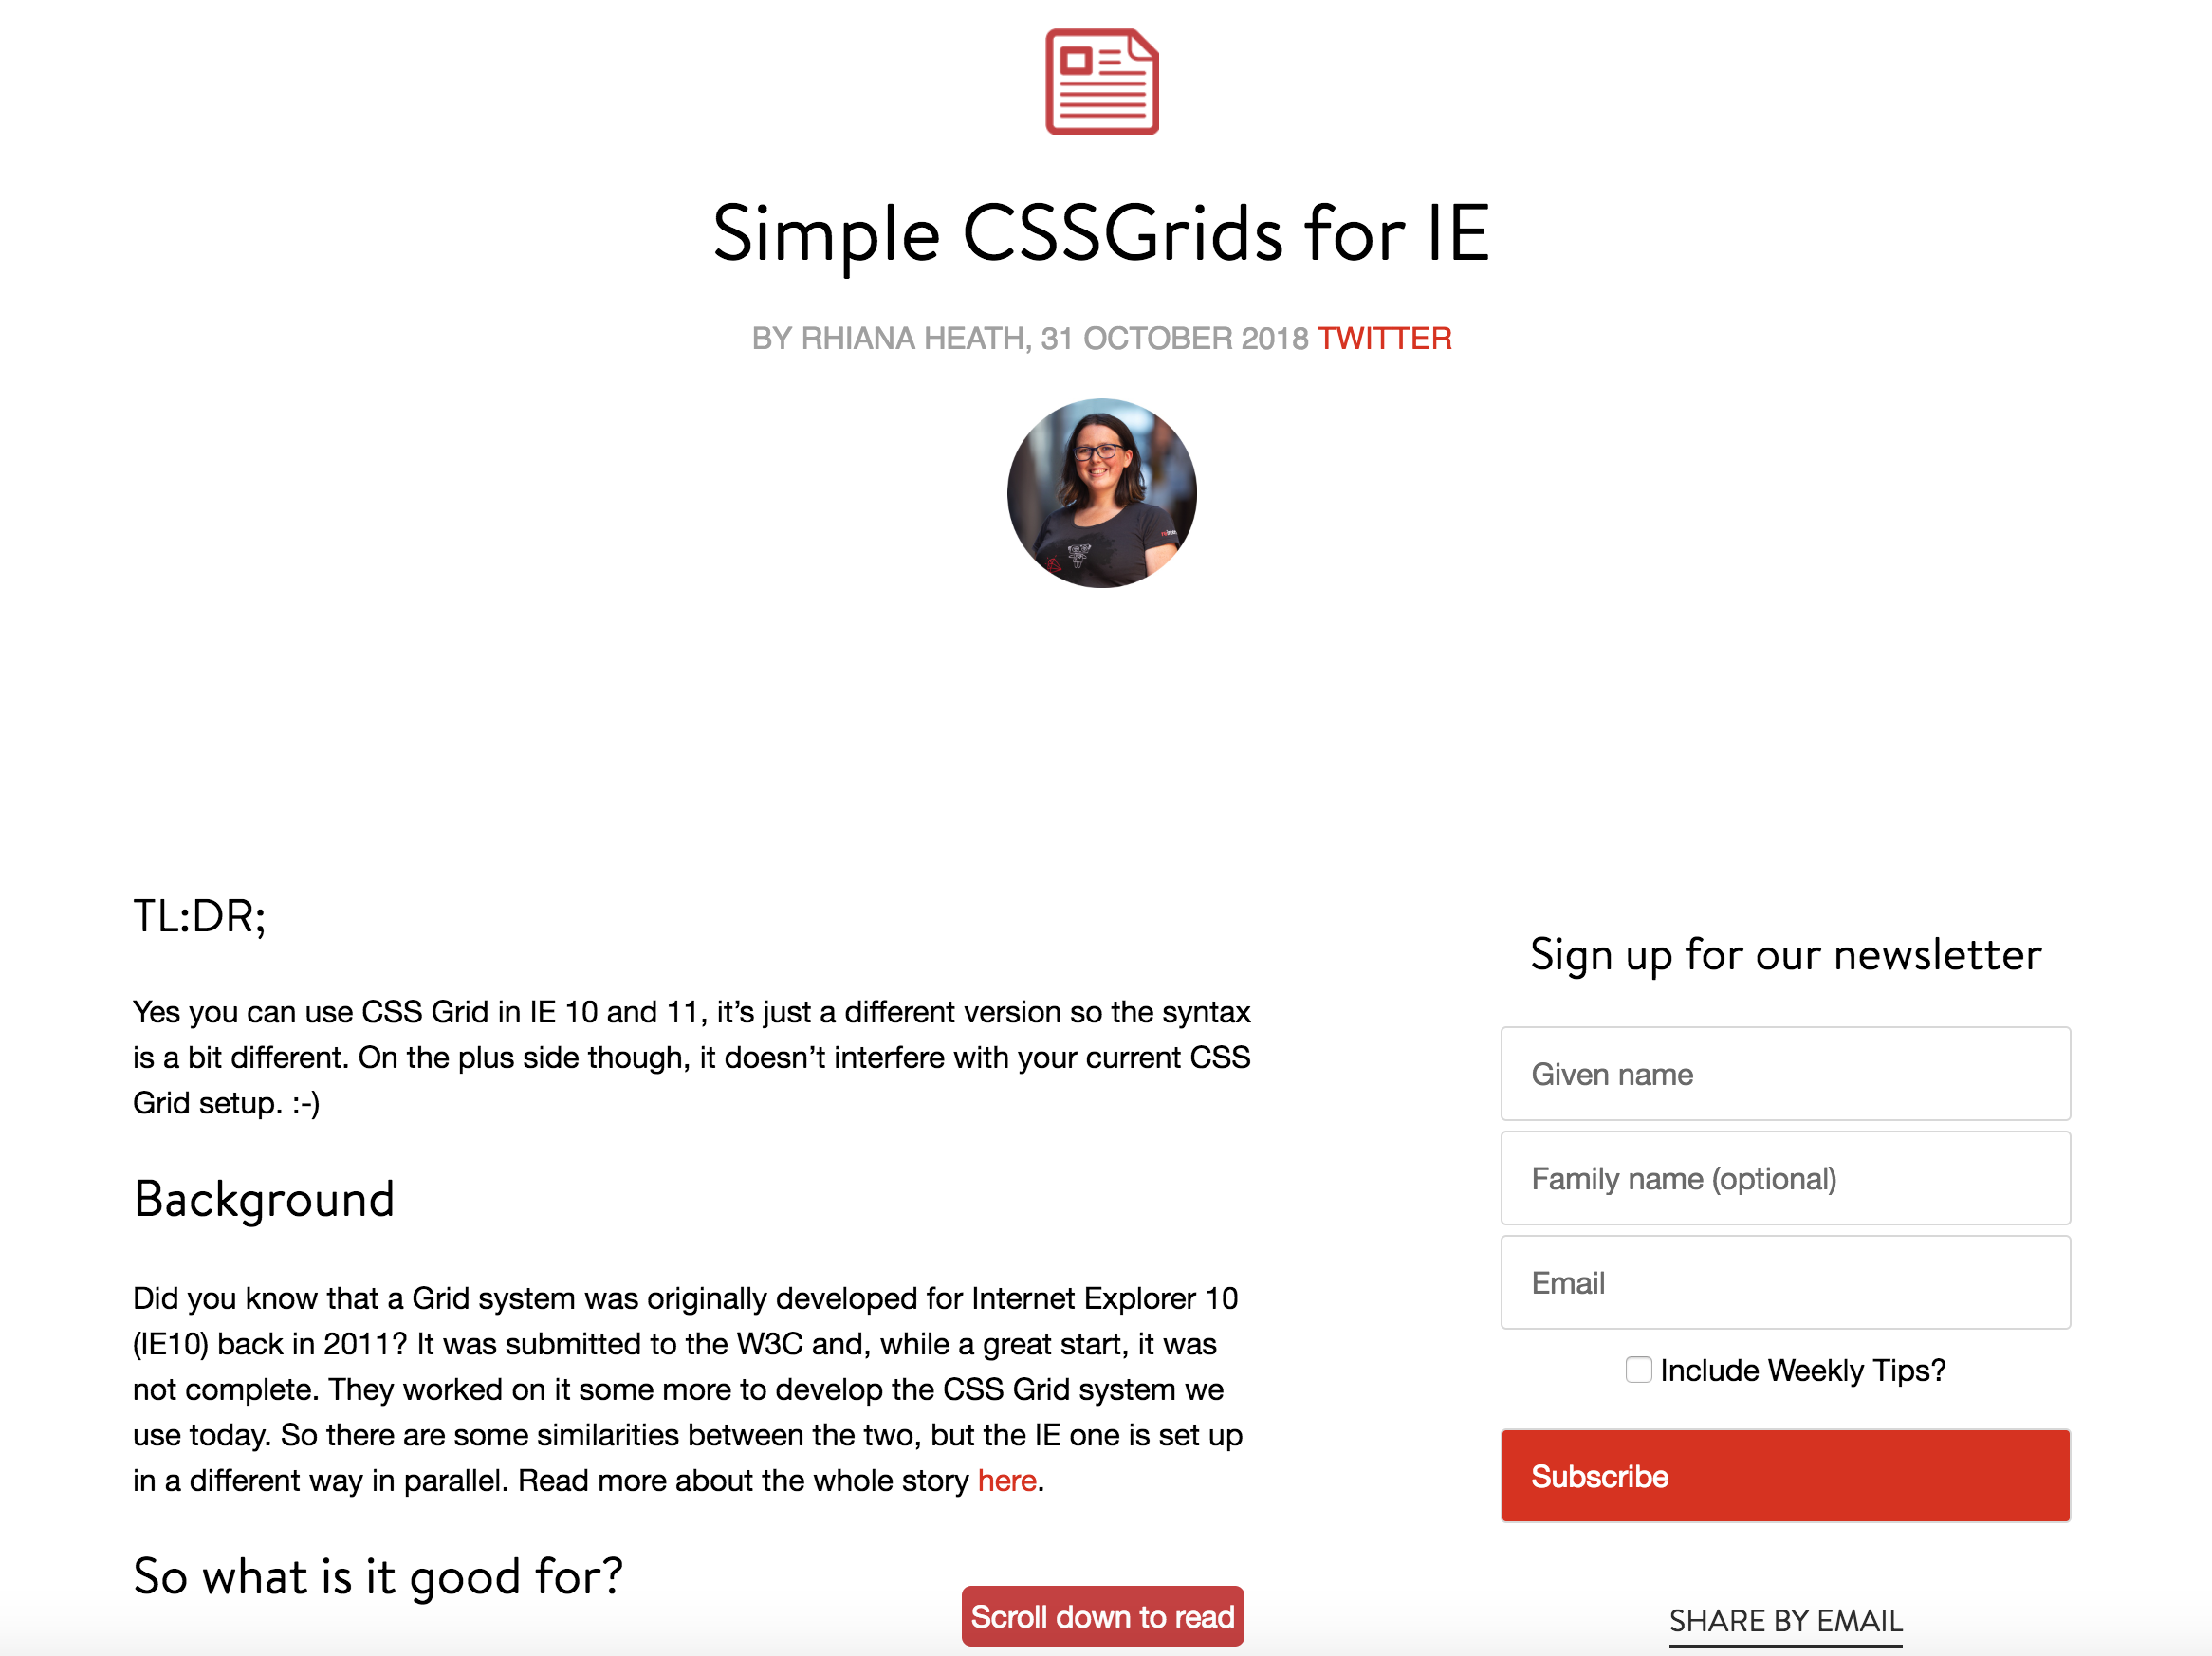 Simple CSSGrids for IE
BY RHIANA HEATH, 31 OCTOBER 2018 TWITTER
TL:DR;
Yes you can use CSS Grid in IE 10 and 11, it’s just a different version so the syntax
is a bit different. On the plus side though, it doesn’t interfere with your current CSS
Grid setup. :-)
Background
Did you know that a Grid system was originally developed for Internet Explorer 10
(IE10) back in 2011? It was submitted to the W3C and, while a great start, it was
not complete. They worked on it some more to develop the CSS Grid system we
use today. So there are some similarities between the two, but the IE one is set up
in a different way in parallel. Read more about the whole story here.
So what is it good for?
Scroll down to read
Sign up for our newsletter
Given name
Family name (optional)
Email
Include Weekly Tips?
Subscribe
SHARE BY EMAIL